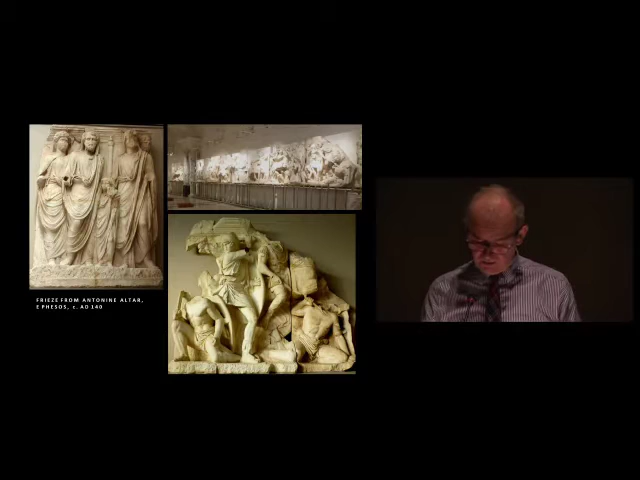 FRIEZE FROM ANTONINE ALTAR,
EPHESOS, c. AD 140